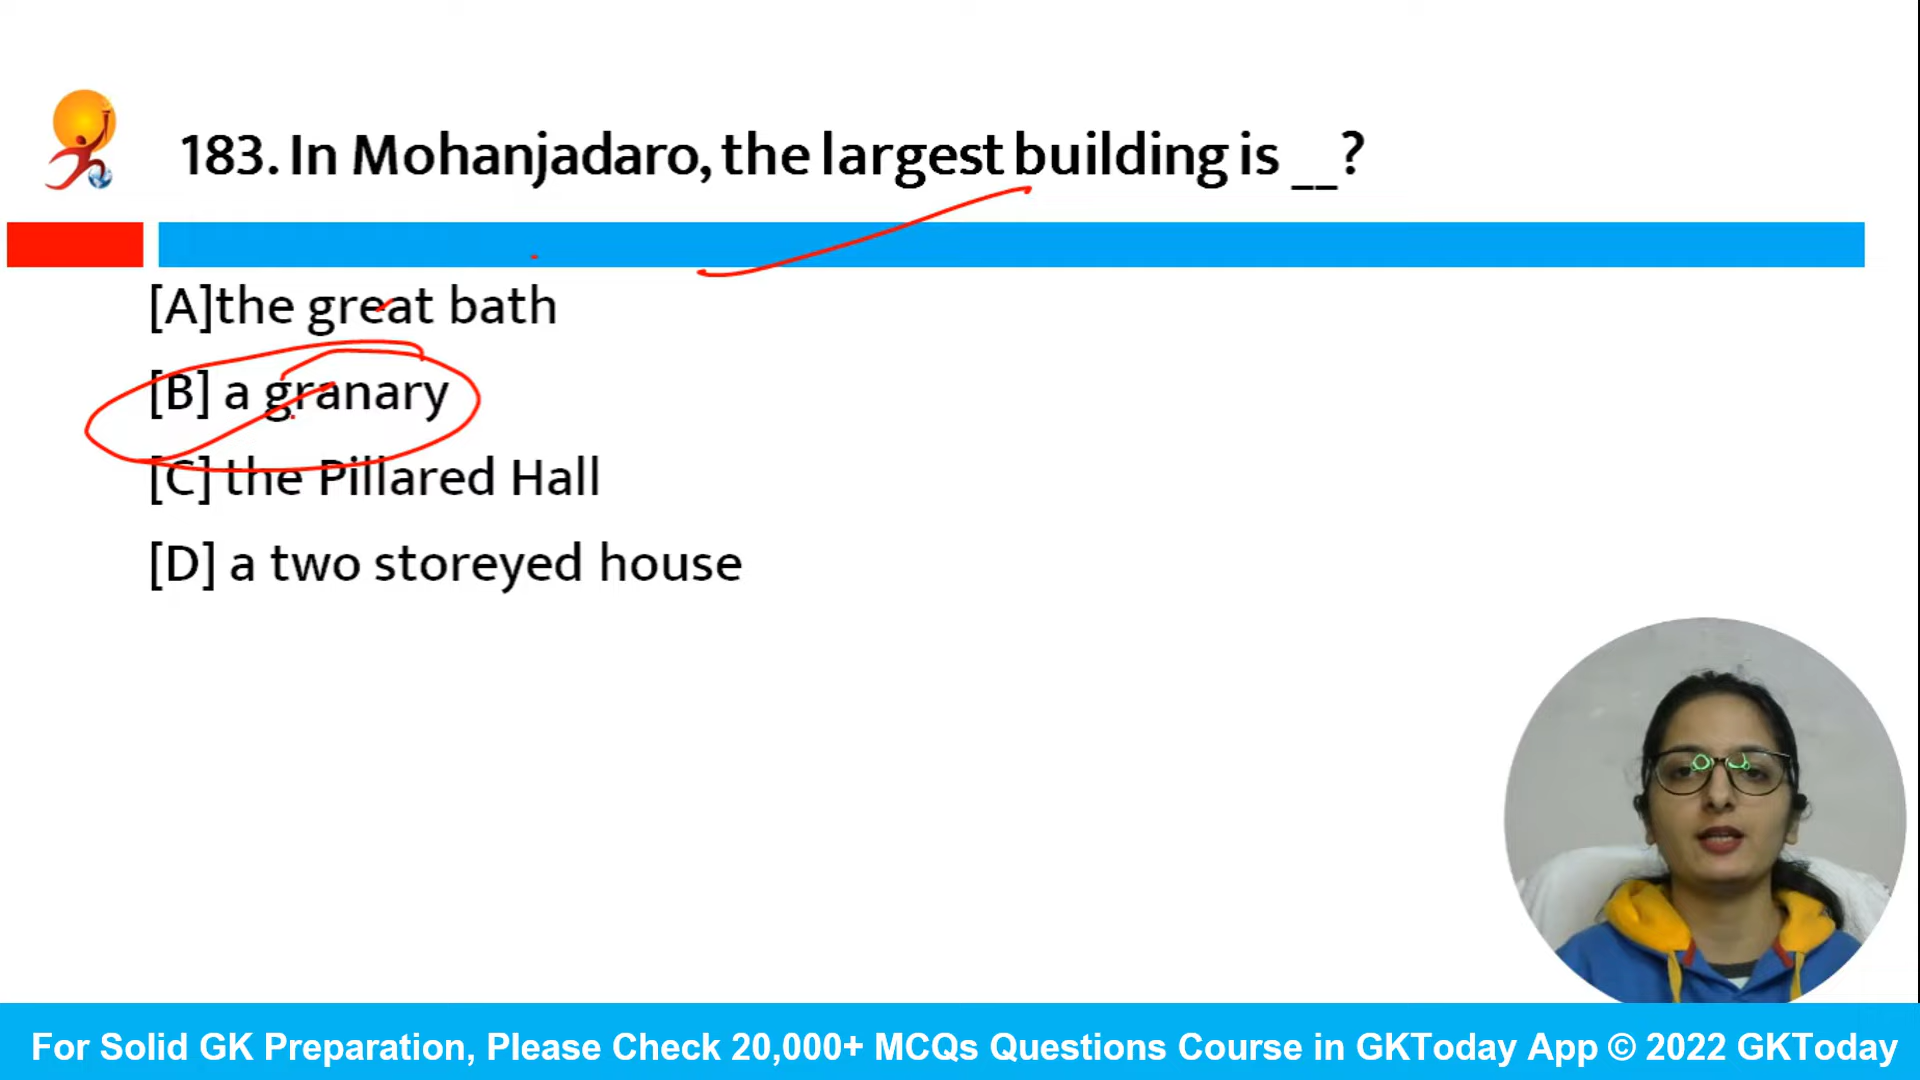 183. In Mohanjadaro, the largest building is __?
[A]the great bath
[B] a granary
[C] the Pillared Hall
[D] a two storeyed house
For Solid GK Preparation, Please Check 20,000+ MCQs Questions Course in GKToday App © 2022 GKToday